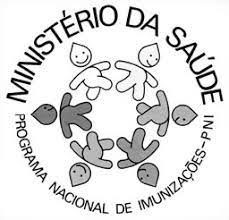 MINISTÉRIO DA SAÚDE
PROGRAMA NACIONAL DE IMUNIZAÇÕES-PNI